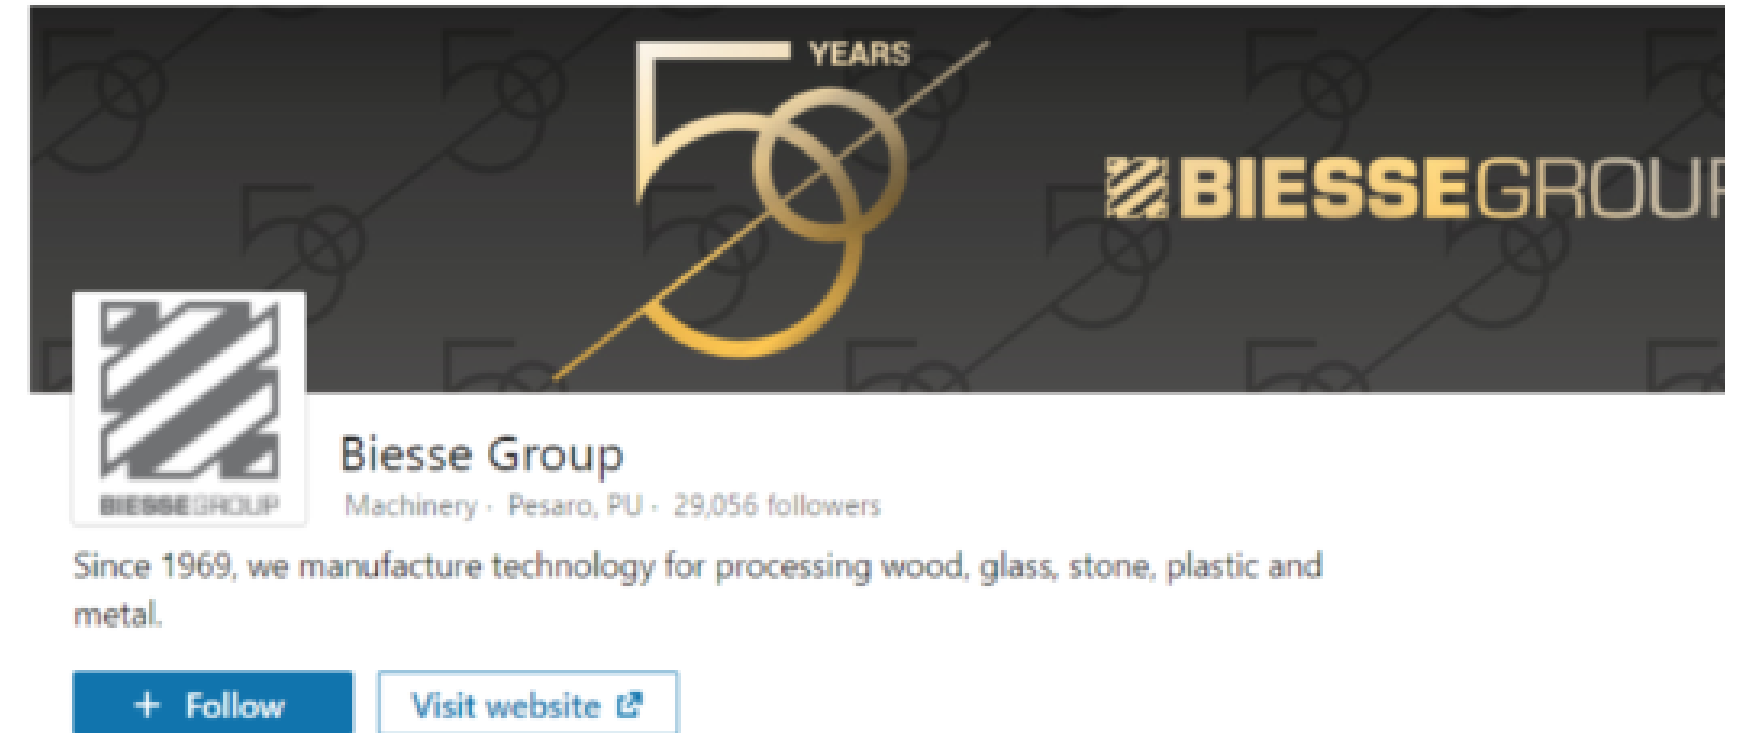 50 YEARS
BIESSEGROUP
BIESSEGROUP
Biesse Group
Machinery · Pesaro, PU · 29,056 followers
Since 1969, we manufacture technology for processing wood, glass, stone, plastic and
metal.
+ Follow
Visit website